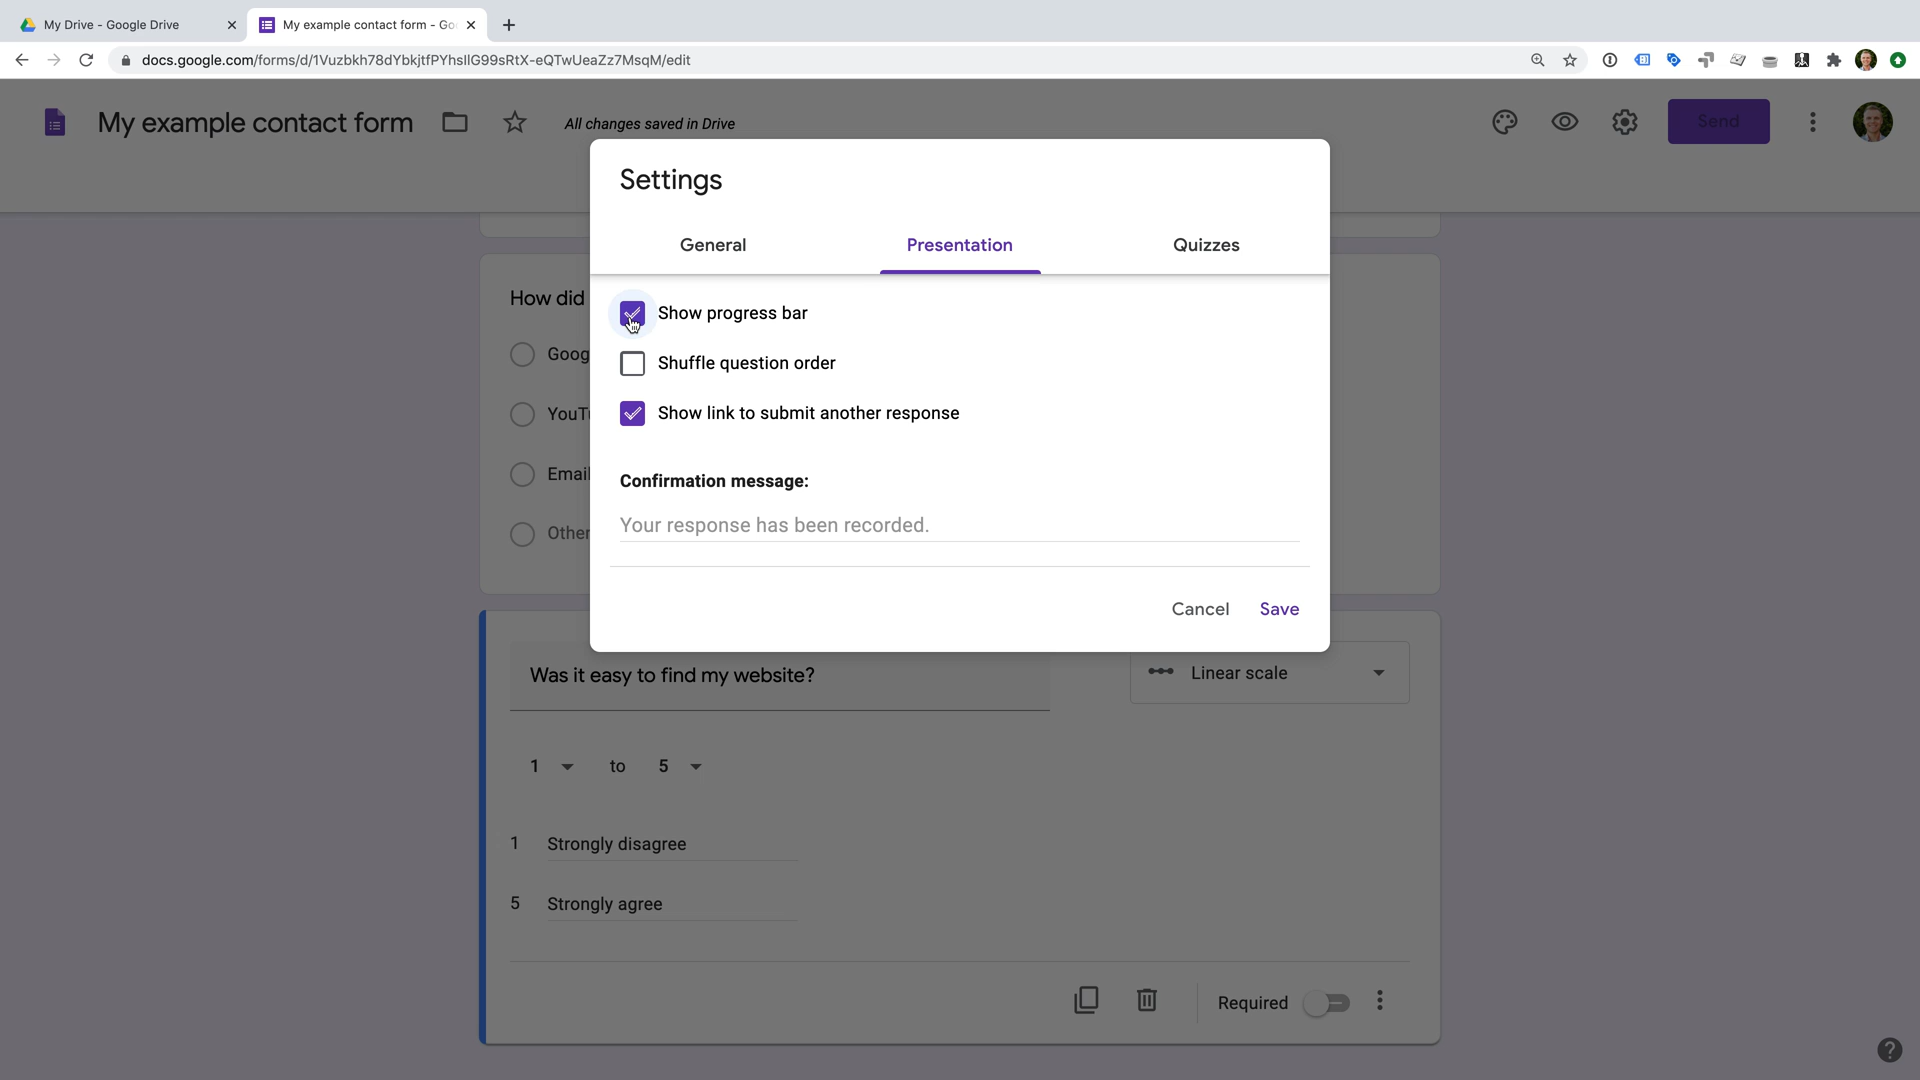 My Drive - Google Drive
My example contact form - Go
docs.google.com/forms/d/1Vuzbkh78dYbkjtfPYhsIlG99sRtX-eQTwUeaZz7MsqM/edit
My example contact form
All changes saved in Drive
Send
Settings
General
Presentation
Quizzes
Show progress bar
Shuffle question order
Show link to submit another response
Confirmation message:
Your response has been recorded.
Cancel
Save
How did
Goog
YouT
Email
Other
Was it easy to find my website?
Linear scale
1 to 5
1 Strongly disagree
5 Strongly agree
Required